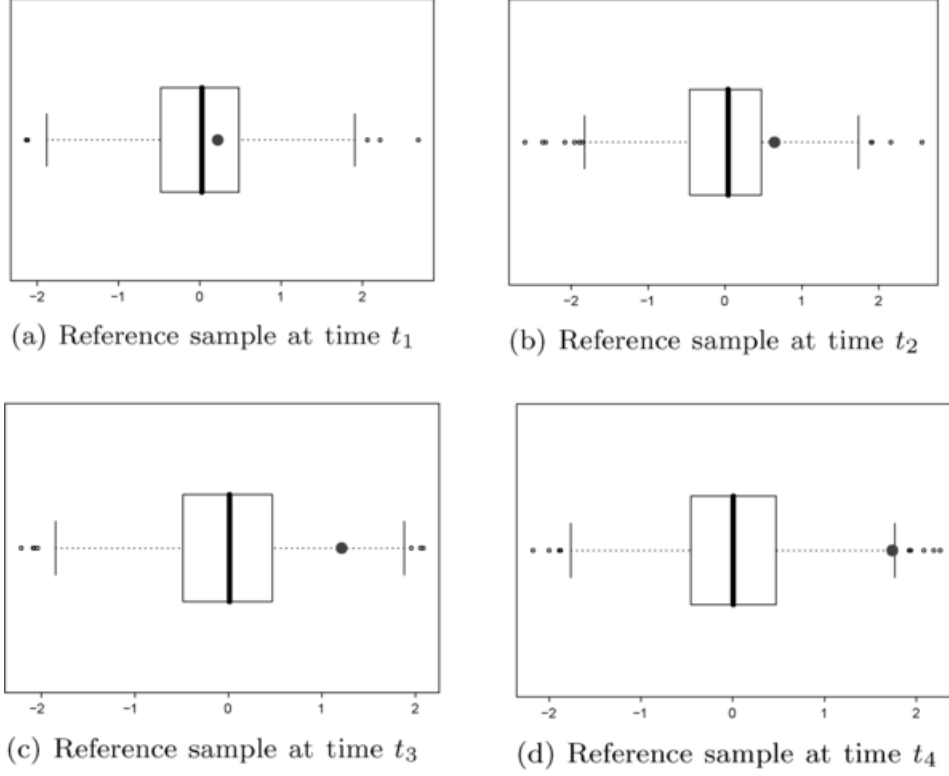 -2 -1 0 1 2
(a) Reference sample at time t₁
-2 -1 0 1 2
(b) Reference sample at time t₂
-2 -1 0 1 2
(c) Reference sample at time t₃
-2 -1 0 1 2
(d) Reference sample at time t₄